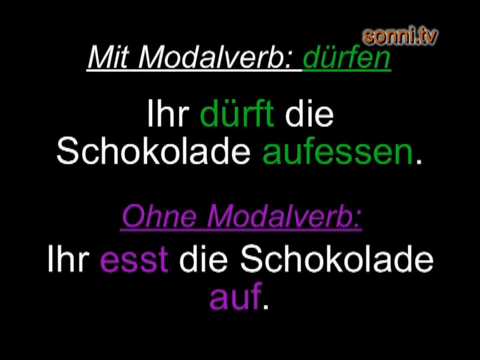 sonni.tv
Mit Modalverb: dürfen
Ihr dürft die
Schokolade aufessen.
Ohne Modalverb:
Ihr esst die Schokolade
auf.